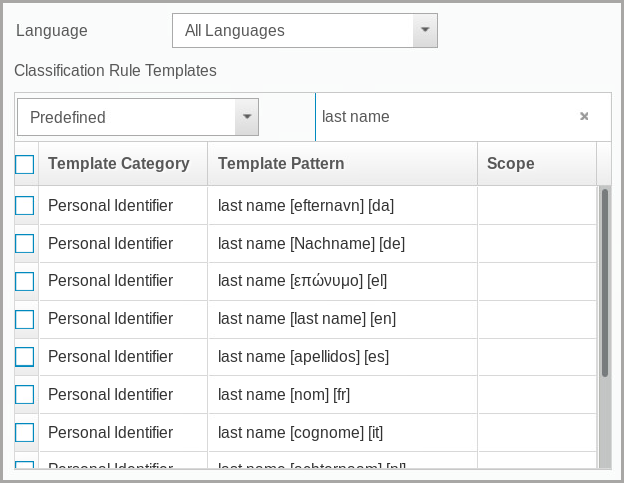 Language All Languages
Classification Rule Templates
Predefined last name
Template Category Template Pattern Scope
Personal Identifier last name [efternavn] [da]
Personal Identifier last name [Nachname] [de]
Personal Identifier last name [επώνυμο] [el]
Personal Identifier last name [last name] [en]
Personal Identifier last name [apellidos] [es]
Personal Identifier last name [nom] [fr]
Personal Identifier last name [cognome] [it]
Personal Identifier last name [achternaam] [nl]